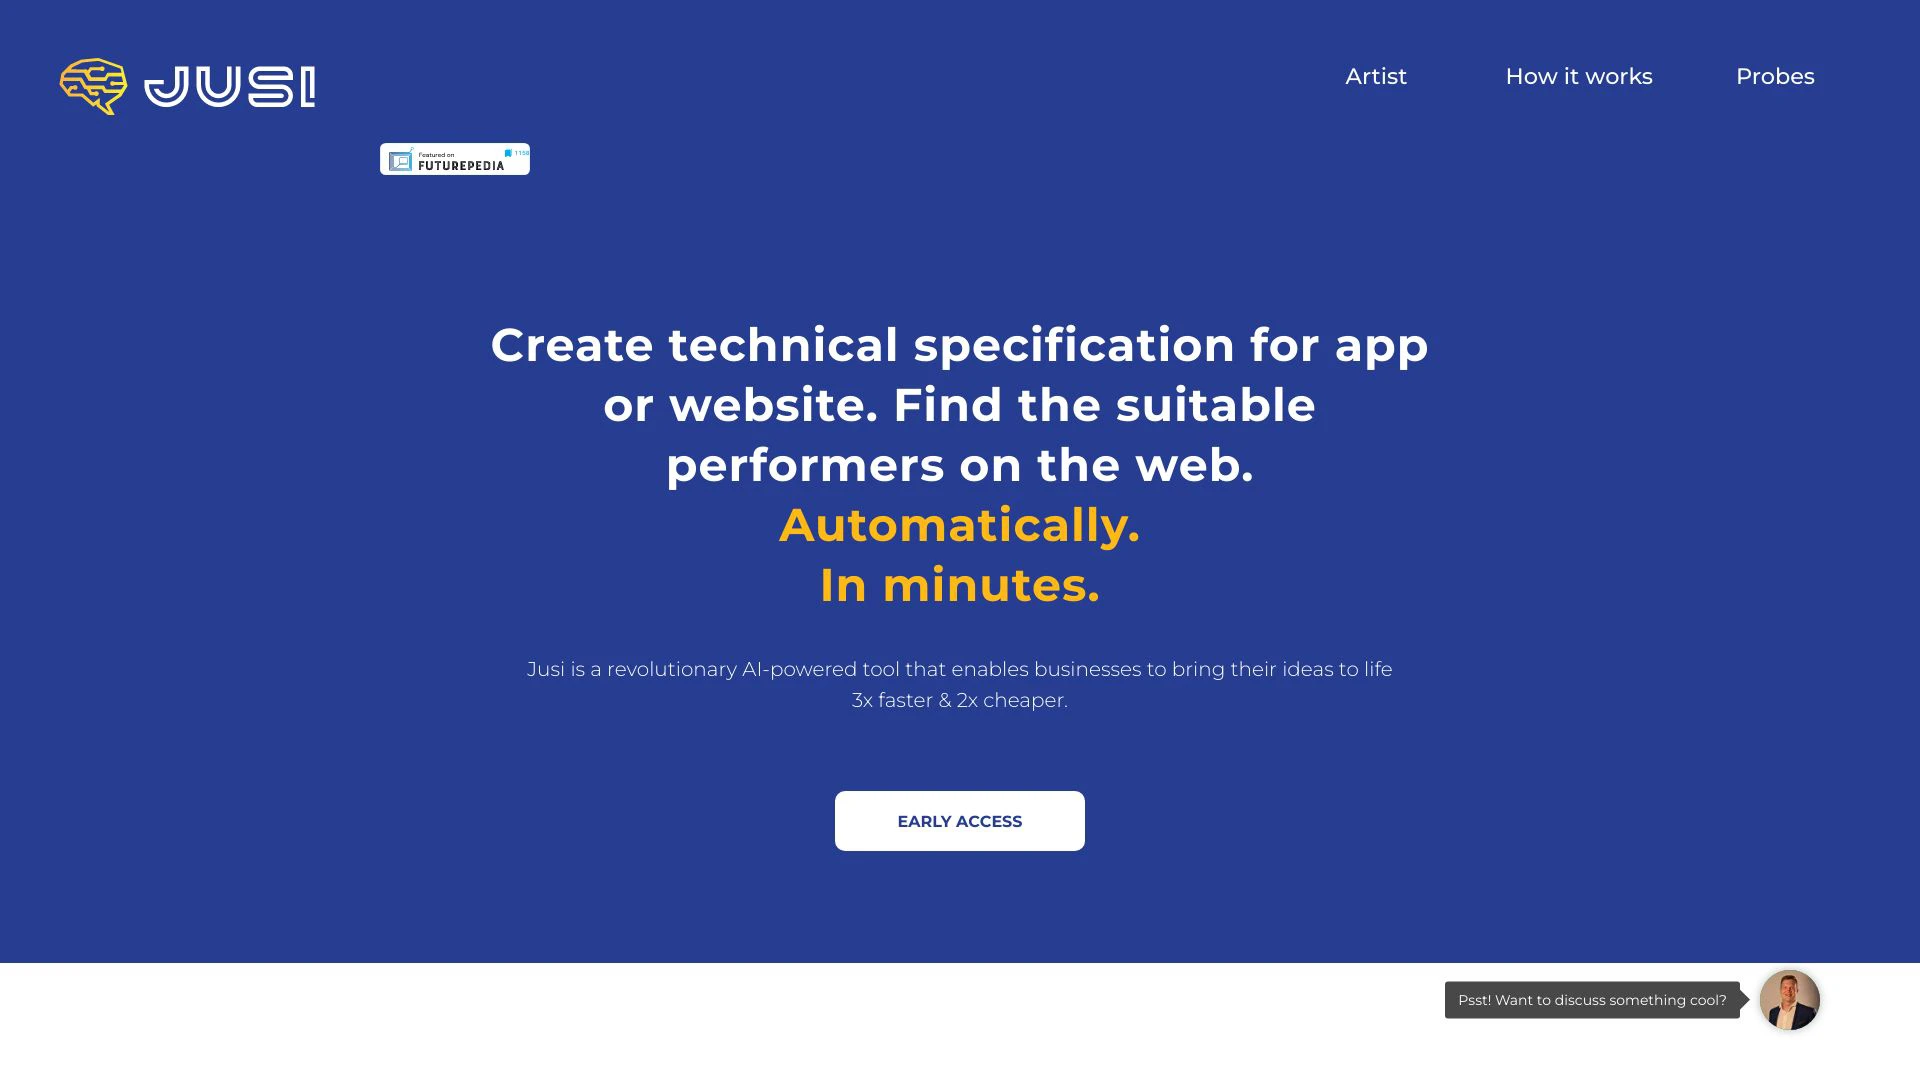 JUSI
Artist
How it works
Probes
Featured on
1158
FUTUREPEDIA
Create technical specification for app
or website. Find the suitable
performers on the web.
Automatically.
In minutes.
Jusi is a revolutionary AI-powered tool that enables businesses to bring their ideas to life
3x faster & 2x cheaper.
EARLY ACCESS
Psst! Want to discuss something cool?